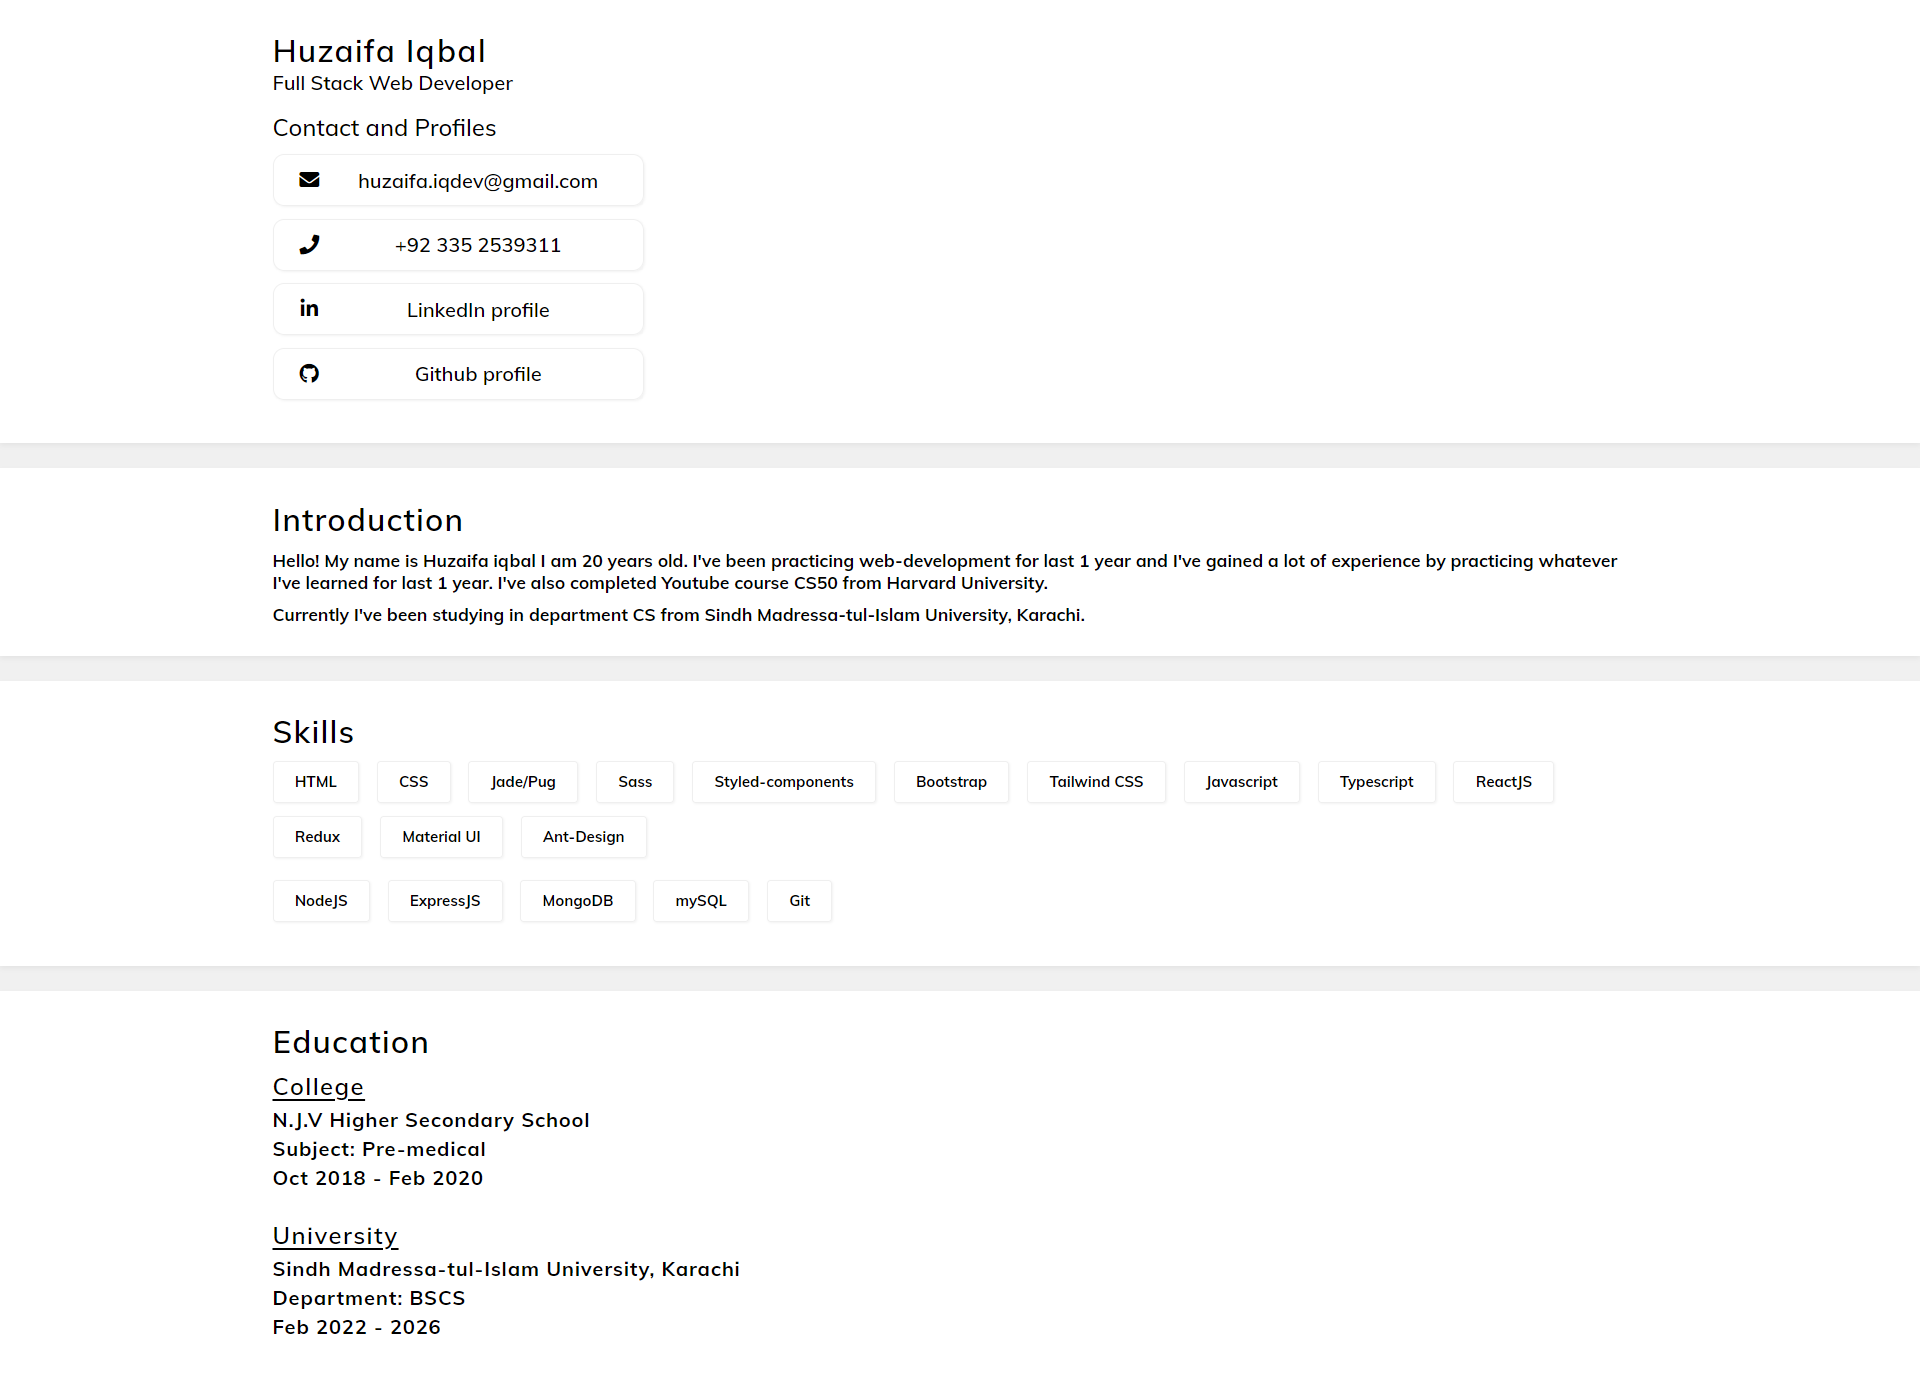 Huzaifa Iqbal
Full Stack Web Developer
Contact and Profiles
huzaifa.iqdev@gmail.com
+92 335 2539311
LinkedIn profile
Github profile
Introduction
Hello! My name is Huzaifa iqbal I am 20 years old. I've been practicing web-development for last 1 year and I've gained a lot of experience by practicing whatever
I've learned for last 1 year. I've also completed Youtube course CS50 from Harvard University.
Currently I've been studying in department CS from Sindh Madressa-tul-Islam University, Karachi.
Skills
HTML CSS Jade/Pug Sass Styled-components Bootstrap Tailwind CSS Javascript Typescript ReactJS
Redux Material UI Ant-Design
NodeJS ExpressJS MongoDB mySQL Git
Education
College
N.J.V Higher Secondary School
Subject: Pre-medical
Oct 2018 - Feb 2020
University
Sindh Madressa-tul-Islam University, Karachi
Department: BSCS
Feb 2022 - 2026